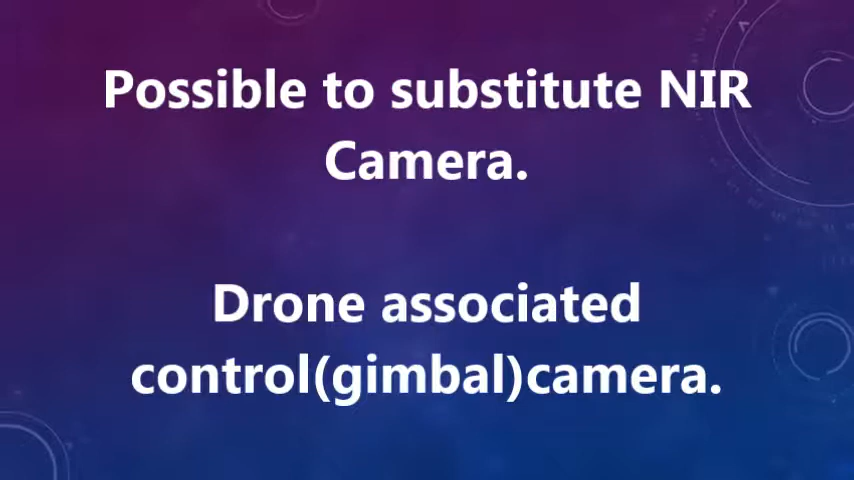 Possible to substitute NIR
Camera.
Drone associated
control(gimbal)camera.